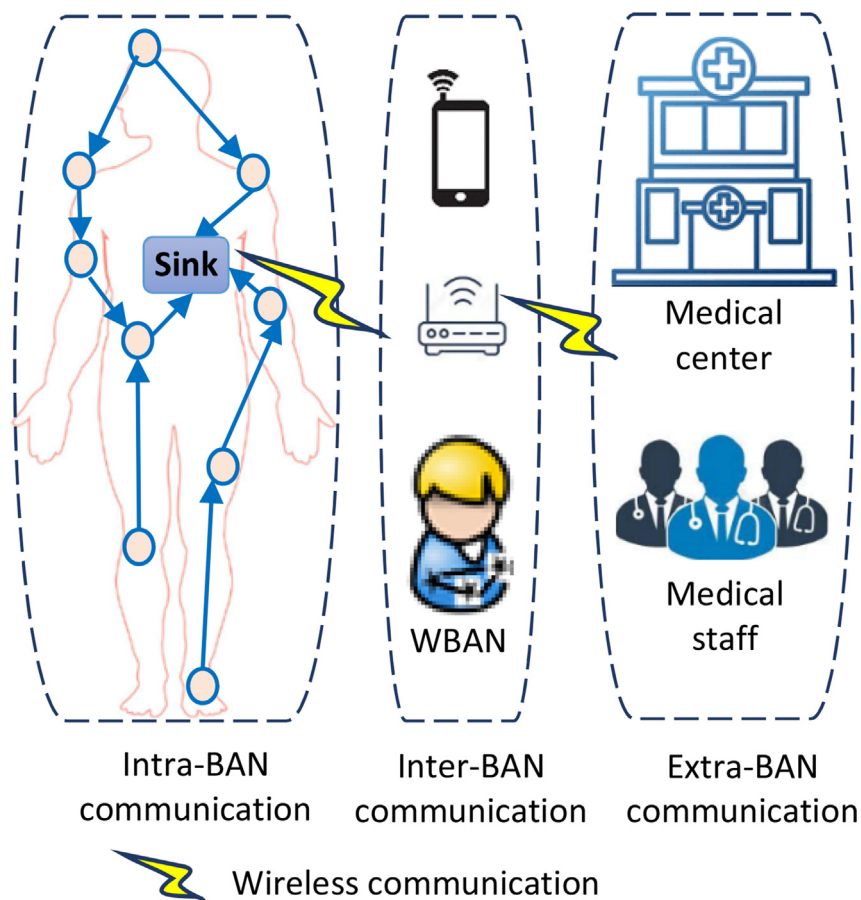 Sink
Medical
center
WBAN
Medical
staff
Intra-BAN
communication
Inter-BAN
communication
Extra-BAN
communication
Wireless communication